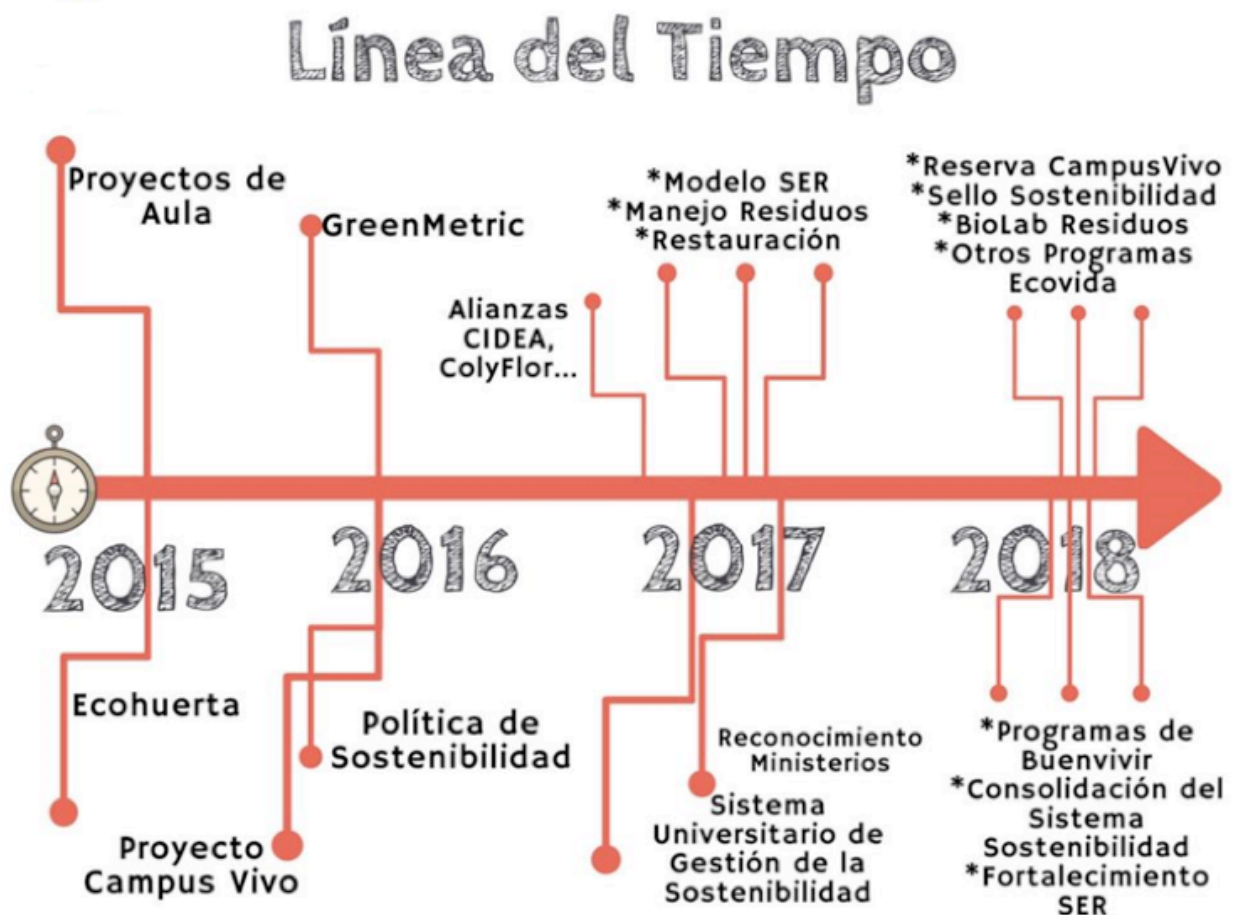 Línea del Tiempo
Proyectos de
Aula
GreenMetric
Alianzas
CIDEA,
ColyFlor...
*Modelo SER
*Manejo Residuos
*Restauración
*Reserva CampusVivo
*Sello Sostenibilidad
*BioLab Residuos
*Otros Programas
Ecovida
2015
2016
2017
2018
Ecohuerta
Proyecto
Campus Vivo
Política de
Sostenibilidad
Reconocimiento
Ministerios
Sistema
Universitario de
Gestión de la
Sostenibilidad
*Programas de
Buenvivir
*Consolidación del
Sistema
Sostenibilidad
*Fortalecimiento
SER